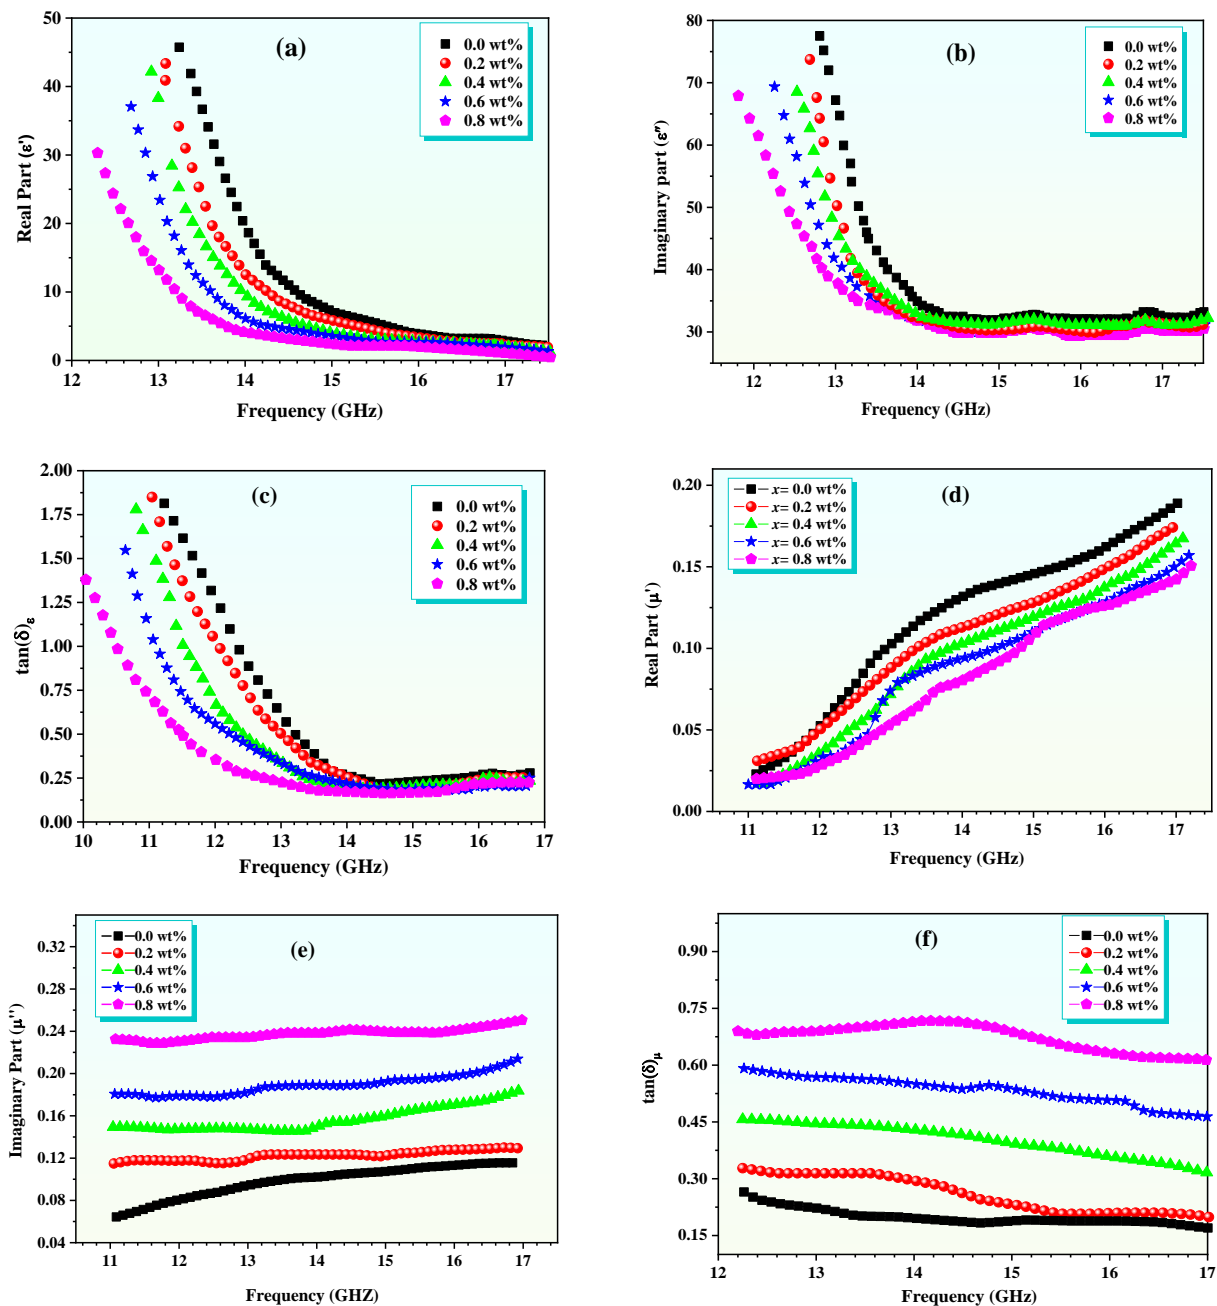 (a)
0.0 wt%
0.2 wt%
0.4 wt%
0.6 wt%
0.8 wt%
50
40
30
20
10
0
Real Part (ε')
12
13
14
15
16
17
Frequency (GHz)
(b)
0.0 wt%
0.2 wt%
0.4 wt%
0.6 wt%
0.8 wt%
80
70
60
50
40
30
Imaginary part (ε'')
12
13
14
15
16
17
Frequency (GHz)
(c)
0.0 wt%
0.2 wt%
0.4 wt%
0.6 wt%
0.8 wt%
2.00
1.75
1.50
1.25
1.00
0.75
0.50
0.25
0.00
tan(δ)ε
10
11
12
13
14
15
16
17
Frequency (GHz)
(d)
x= 0.0 wt%
x= 0.2 wt%
x= 0.4 wt%
x= 0.6 wt%
x= 0.8 wt%
0.20
0.15
0.10
0.05
0.00
Real Part (μ')
11
12
13
14
15
16
17
Frequency (GHz)
(e)
0.0 wt%
0.2 wt%
0.4 wt%
0.6 wt%
0.8 wt%
0.32
0.28
0.24
0.20
0.16
0.12
0.08
0.04
Imaginary Part (μ'')
11
12
13
14
15
16
17
Frequency (GHZ)
(f)
0.0 wt%
0.2 wt%
0.4 wt%
0.6 wt%
0.8 wt%
0.90
0.75
0.60
0.45
0.30
0.15
tan(δ)μ
12
13
14
15
16
17
Frequency (GHz)